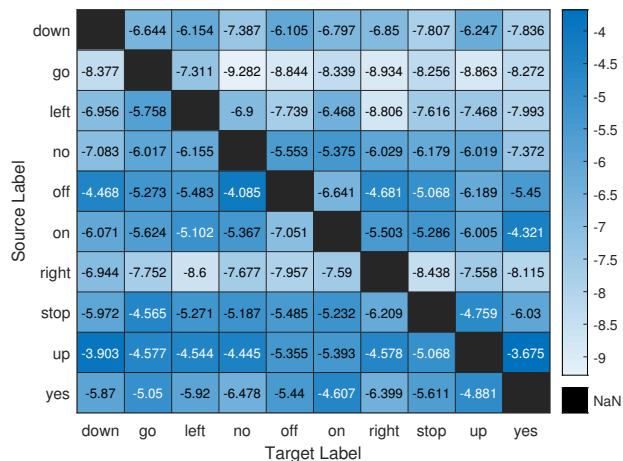 down -6.644 -6.154 -7.387 -6.105 -6.797 -6.85 -7.807 -6.247 -7.836
go -8.377 -7.311 -9.282 -8.844 -8.339 -8.934 -8.256 -8.863 -8.272
left -6.956 -5.758 -6.9 -7.739 -6.468 -8.806 -7.616 -7.468 -7.993
no -7.083 -6.017 -6.155 -5.553 -5.375 -6.029 -6.179 -6.019 -7.372
off -4.468 -5.273 -5.483 -4.085 -6.641 -4.681 -5.068 -6.189 -5.45
on -6.071 -5.624 -5.102 -5.367 -7.051 -5.503 -5.286 -6.005 -4.321
right -6.944 -7.752 -8.6 -7.677 -7.957 -7.59 -8.438 -7.558 -8.115
stop -5.972 -4.565 -5.271 -5.187 -5.485 -5.232 -6.209 -4.759 -6.03
up -3.903 -4.577 -4.544 -4.445 -5.355 -5.393 -4.578 -5.068 -3.675
yes -5.87 -5.05 -5.92 -6.478 -5.44 -4.607 -6.399 -5.611 -4.881
down go left no off on right stop up yes
Target Label
Source Label
-4
-4.5
-5
-5.5
-6
-6.5
-7
-7.5
-8
-8.5
-9
NaN